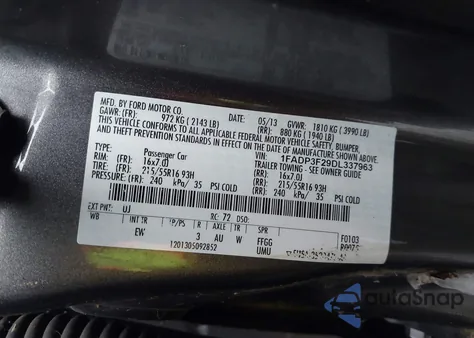 MFD. BY FORD MOTOR CO. DATE: 05/13 GVWR: 1810 KG (3990 LB)
GAWR: (FR): 972 KG (2143 LB) (RR): 880 KG (1940 LB)
THIS VEHICLE CONFORMS TO ALL APPLICABLE FEDERAL MOTOR VEHICLE SAFETY, BUMPER,
AND THEFT PREVENTION STANDARDS IN EFFECT ON THE DATE OF MANUFACTURE SHOWN ABOVE.
VIN: 1FADP3F29DL337963
TYPE: Passenger Car TRAILER TOWING - SEE OWNER GUIDE
RIM: (FR): 16x7.0J (RR): 16x7.0J
TIRE: (FR): 215/55R16 93H (RR): 215/55R16 93H
PRESSURE: (FR): 240 kPa/ 35 PSI COLD (RR): 240 kPa/ 35 PSI COLD
EXT PNT: UJ RC: 72 DSO:
WB INT TR TP/PS R AXLE TR SPR
EW 3 AU W FFGG F0103
UMU
1201305092852
autoSnap